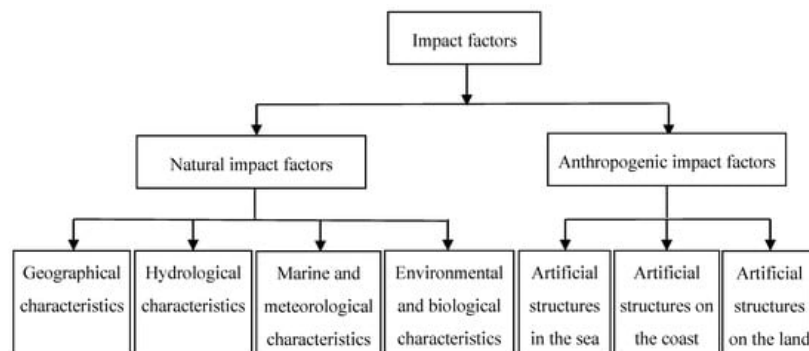 Impact factors
Natural impact factors
Anthropogenic impact factors
Geographical
characteristics
Hydrological
characteristics
Marine and
meteorological
characteristics
Environmental
and biological
characteristics
Artificial
structures
in the sea
Artificial
structures on
the coast
Artificial
structures
on the land